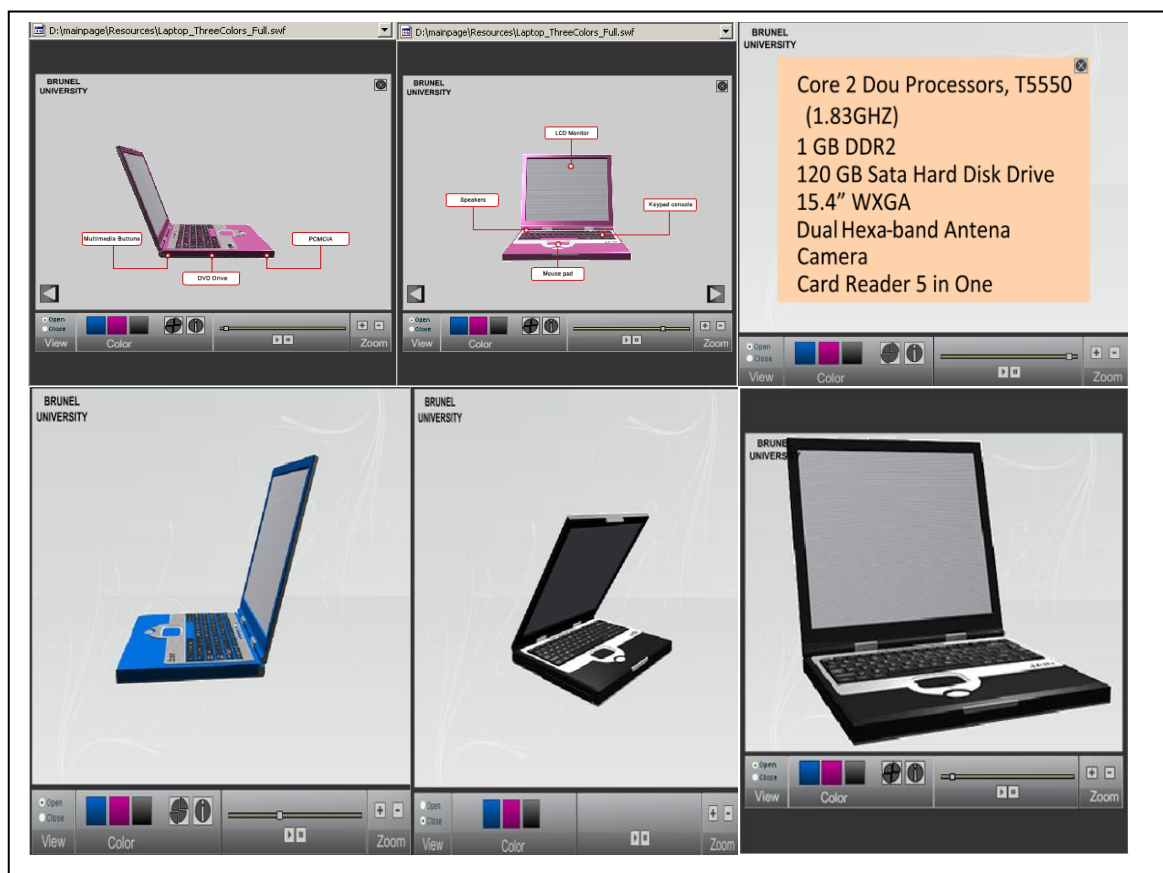 D:\mainpage\Resources\Laptop_ThreeColors_Full.swf
BRUNEL
UNIVERSITY
Multimedia Buttons
PCMCIA
DVD Drive
Open
Close
View
Color
Zoom
D:\mainpage\Resources\Laptop_ThreeColors_Full.swf
BRUNEL
UNIVERSITY
LCD Monitor
Speakers
Keypad console
Mouse pad
Open
Close
View
Color
Zoom
BRUNEL
UNIVERSITY
Core 2 Dou Processors, T5550
(1.83GHZ)
1 GB DDR2
120 GB Sata Hard Disk Drive
15.4” WXGA
Dual Hexa-band Antena
Camera
Card Reader 5 in One
Open
Close
View
Color
Zoom
BRUNEL
UNIVERSITY
Open
Close
View
Color
Zoom
BRUNEL
UNIVERSITY
Open
Close
View
Color
Zoom
BRUNEL
UNIVERSITY
Open
Close
View
Color
Zoom